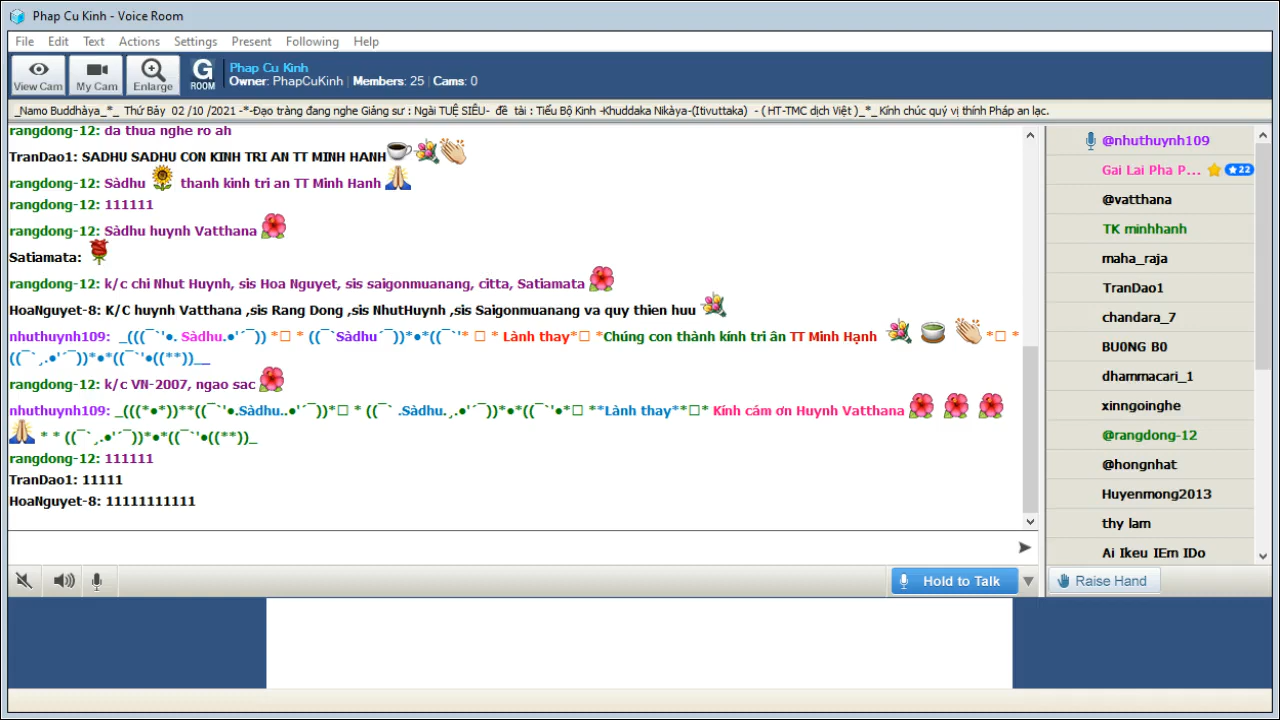 Phap Cu Kinh - Voice Room
File Edit Text Actions Settings Present Following Help
View Cam My Cam Enlarge G ROOM
Phap Cu Kinh
Owner: PhapCuKinh Members: 25 Cams: 0
_Namo Buddhàya_*_ Thứ Bảy 02 /10 /2021 -*-Đạo tràng đang nghe Giảng sư : Ngài TUỆ SIÊU- đề tài : Tiểu Bộ Kinh -Khuddaka Nikàya-(Itivuttaka) - ( HT-TMC dịch Việt )_*_ Kính chúc quý vị thính Pháp an lạc.
rangdong-12: da thua nghe ro ah
TranDao1: SADHU SADHU CON KINH TRI AN TT MINH HANH
rangdong-12: Sàdhu thanh kinh tri an TT Minh Hanh
rangdong-12: 111111
rangdong-12: Sàdhu huynh Vatthana
Satiamata:
rangdong-12: k/c chi Nhut Huynh, sis Hoa Nguyet, sis saigonmuanang, citta, Satiamata
HoaNguyet-8: K/C huynh Vatthana ,sis Rang Dong ,sis NhutHuynh ,sis Saigonmuanang va quy thien huu
nhuthuynh109: _(((¯`'●. Sàdhu.●'´¯)) *□ * ((¯`Sàdhu´¯))*●*((¯`'* □ * Lành thay*□ *Chúng con thành kính tri ân TT Minh Hạnh *□ *
((¯`¸.●'´¯))*●*((¯`'●((**))__
rangdong-12: k/c VN-2007, ngao sac
nhuthuynh109: _(((*●*))**((¯`'●.Sàdhu..●'´¯))*□ * ((¯` .Sàdhu.¸.●'´¯))*●*((¯`'●*□ **Lành thay**□* Kính cám ơn Huynh Vatthana
* * ((¯`¸.●'´¯))*●*((¯`'●((**))_
rangdong-12: 111111
TranDao1: 11111
HoaNguyet-8: 11111111111
@nhuthuynh109
Gai Lai Pha P... 22
@vatthana
TK minhhanh
maha_raja
TranDao1
chandara_7
BU0NG B0
dhammacari_1
xinngoinghe
@rangdong-12
@hongnhat
Huyenmong2013
thy lam
Ai Ikeu IEm IDo
Hold to Talk
Raise Hand